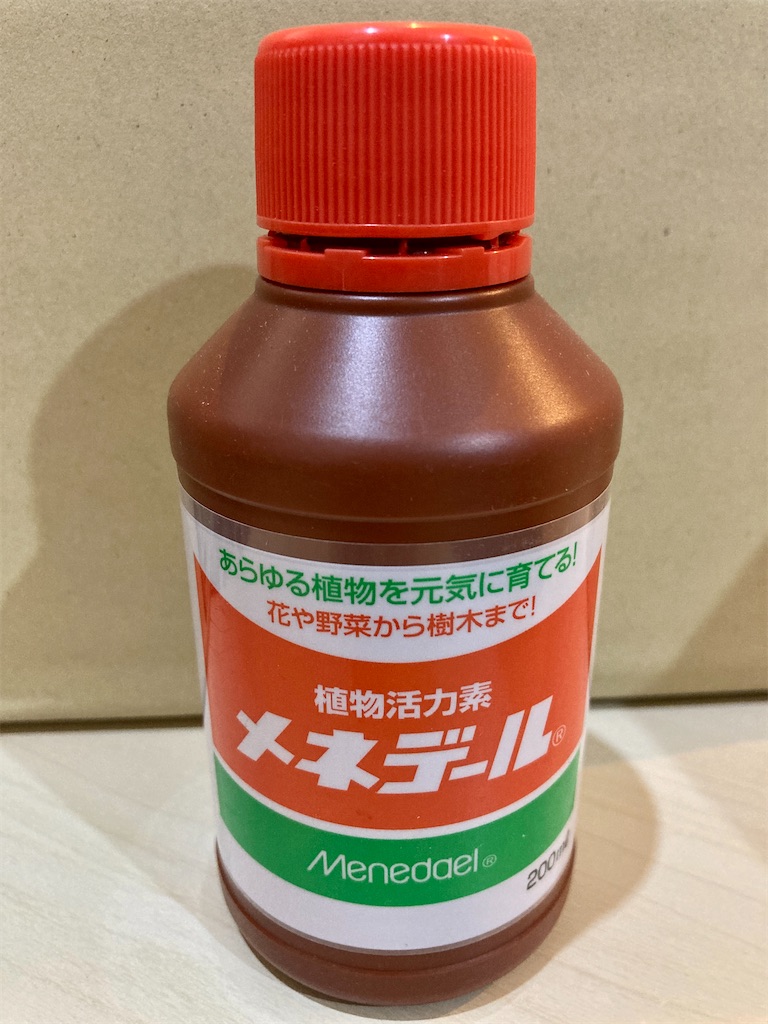 あらゆる植物を元気に育てる!
花や野菜から樹木まで!
植物活力素
メネデール®
Menedael®
200mℓ